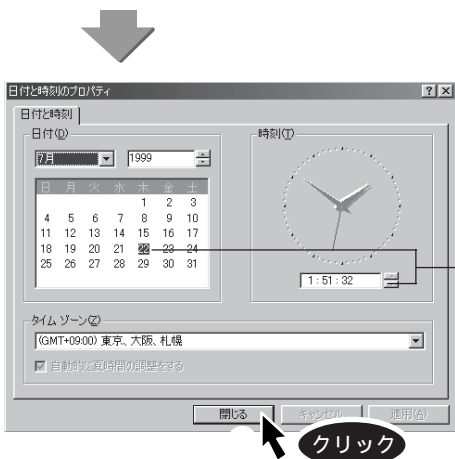 日付と時刻のプロパティ
日付と時刻
日付(D)
7月 1999
日 月 火 水 木 金 土
1 2 3
4 5 6 7 8 9 10
11 12 13 14 15 16 17
18 19 20 21 22 23 24
25 26 27 28 29 30 31
時刻(T)
1:51:32
タイム ゾーン(Z)
(GMT+09:00) 東京、大阪、札幌
自動的に夏時間の調整をする
閉じる キャンセル 適用(A)
クリック